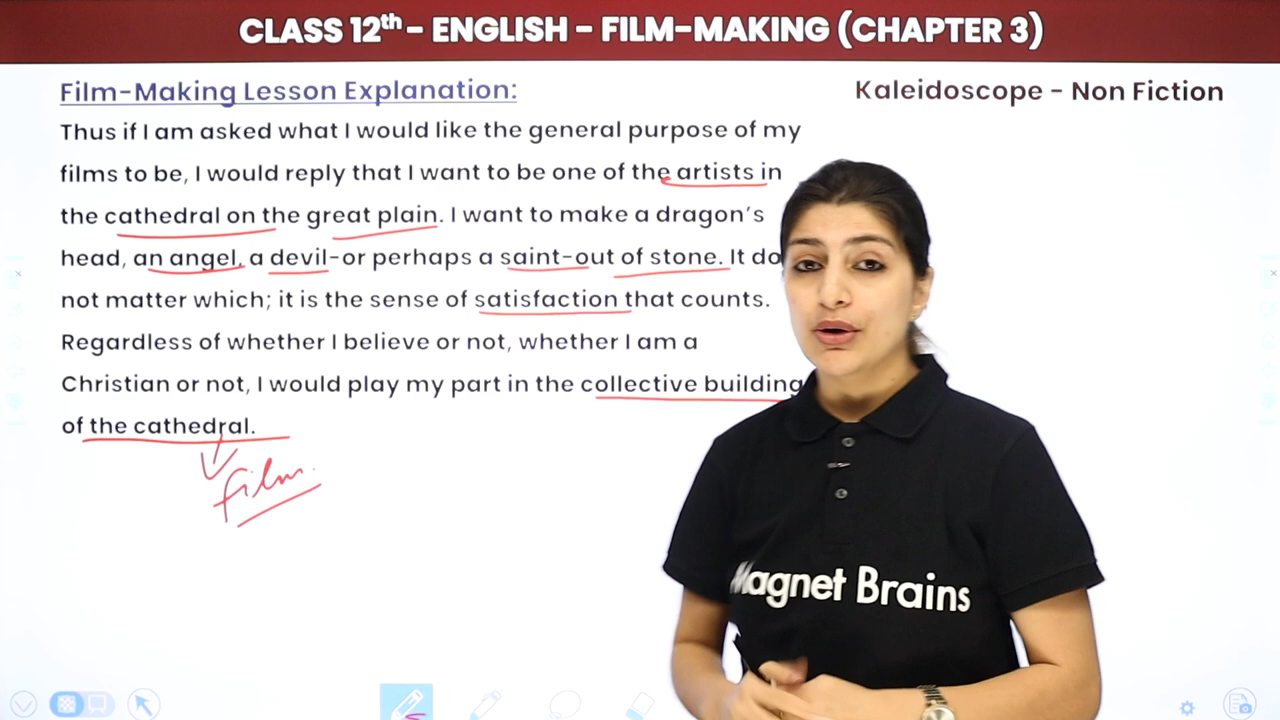 CLASS 12th - ENGLISH - FILM-MAKING (CHAPTER 3)
Film-Making Lesson Explanation:
Kaleidoscope - Non Fiction
Thus if I am asked what I would like the general purpose of my
films to be, I would reply that I want to be one of the artists in
the cathedral on the great plain. I want to make a dragon's
head, an angel, a devil-or perhaps a saint-out of stone. It do
not matter which; it is the sense of satisfaction that counts.
Regardless of whether I believe or not, whether I am a
Christian or not, I would play my part in the collective building
of the cathedral.
film.
Magnet Brains